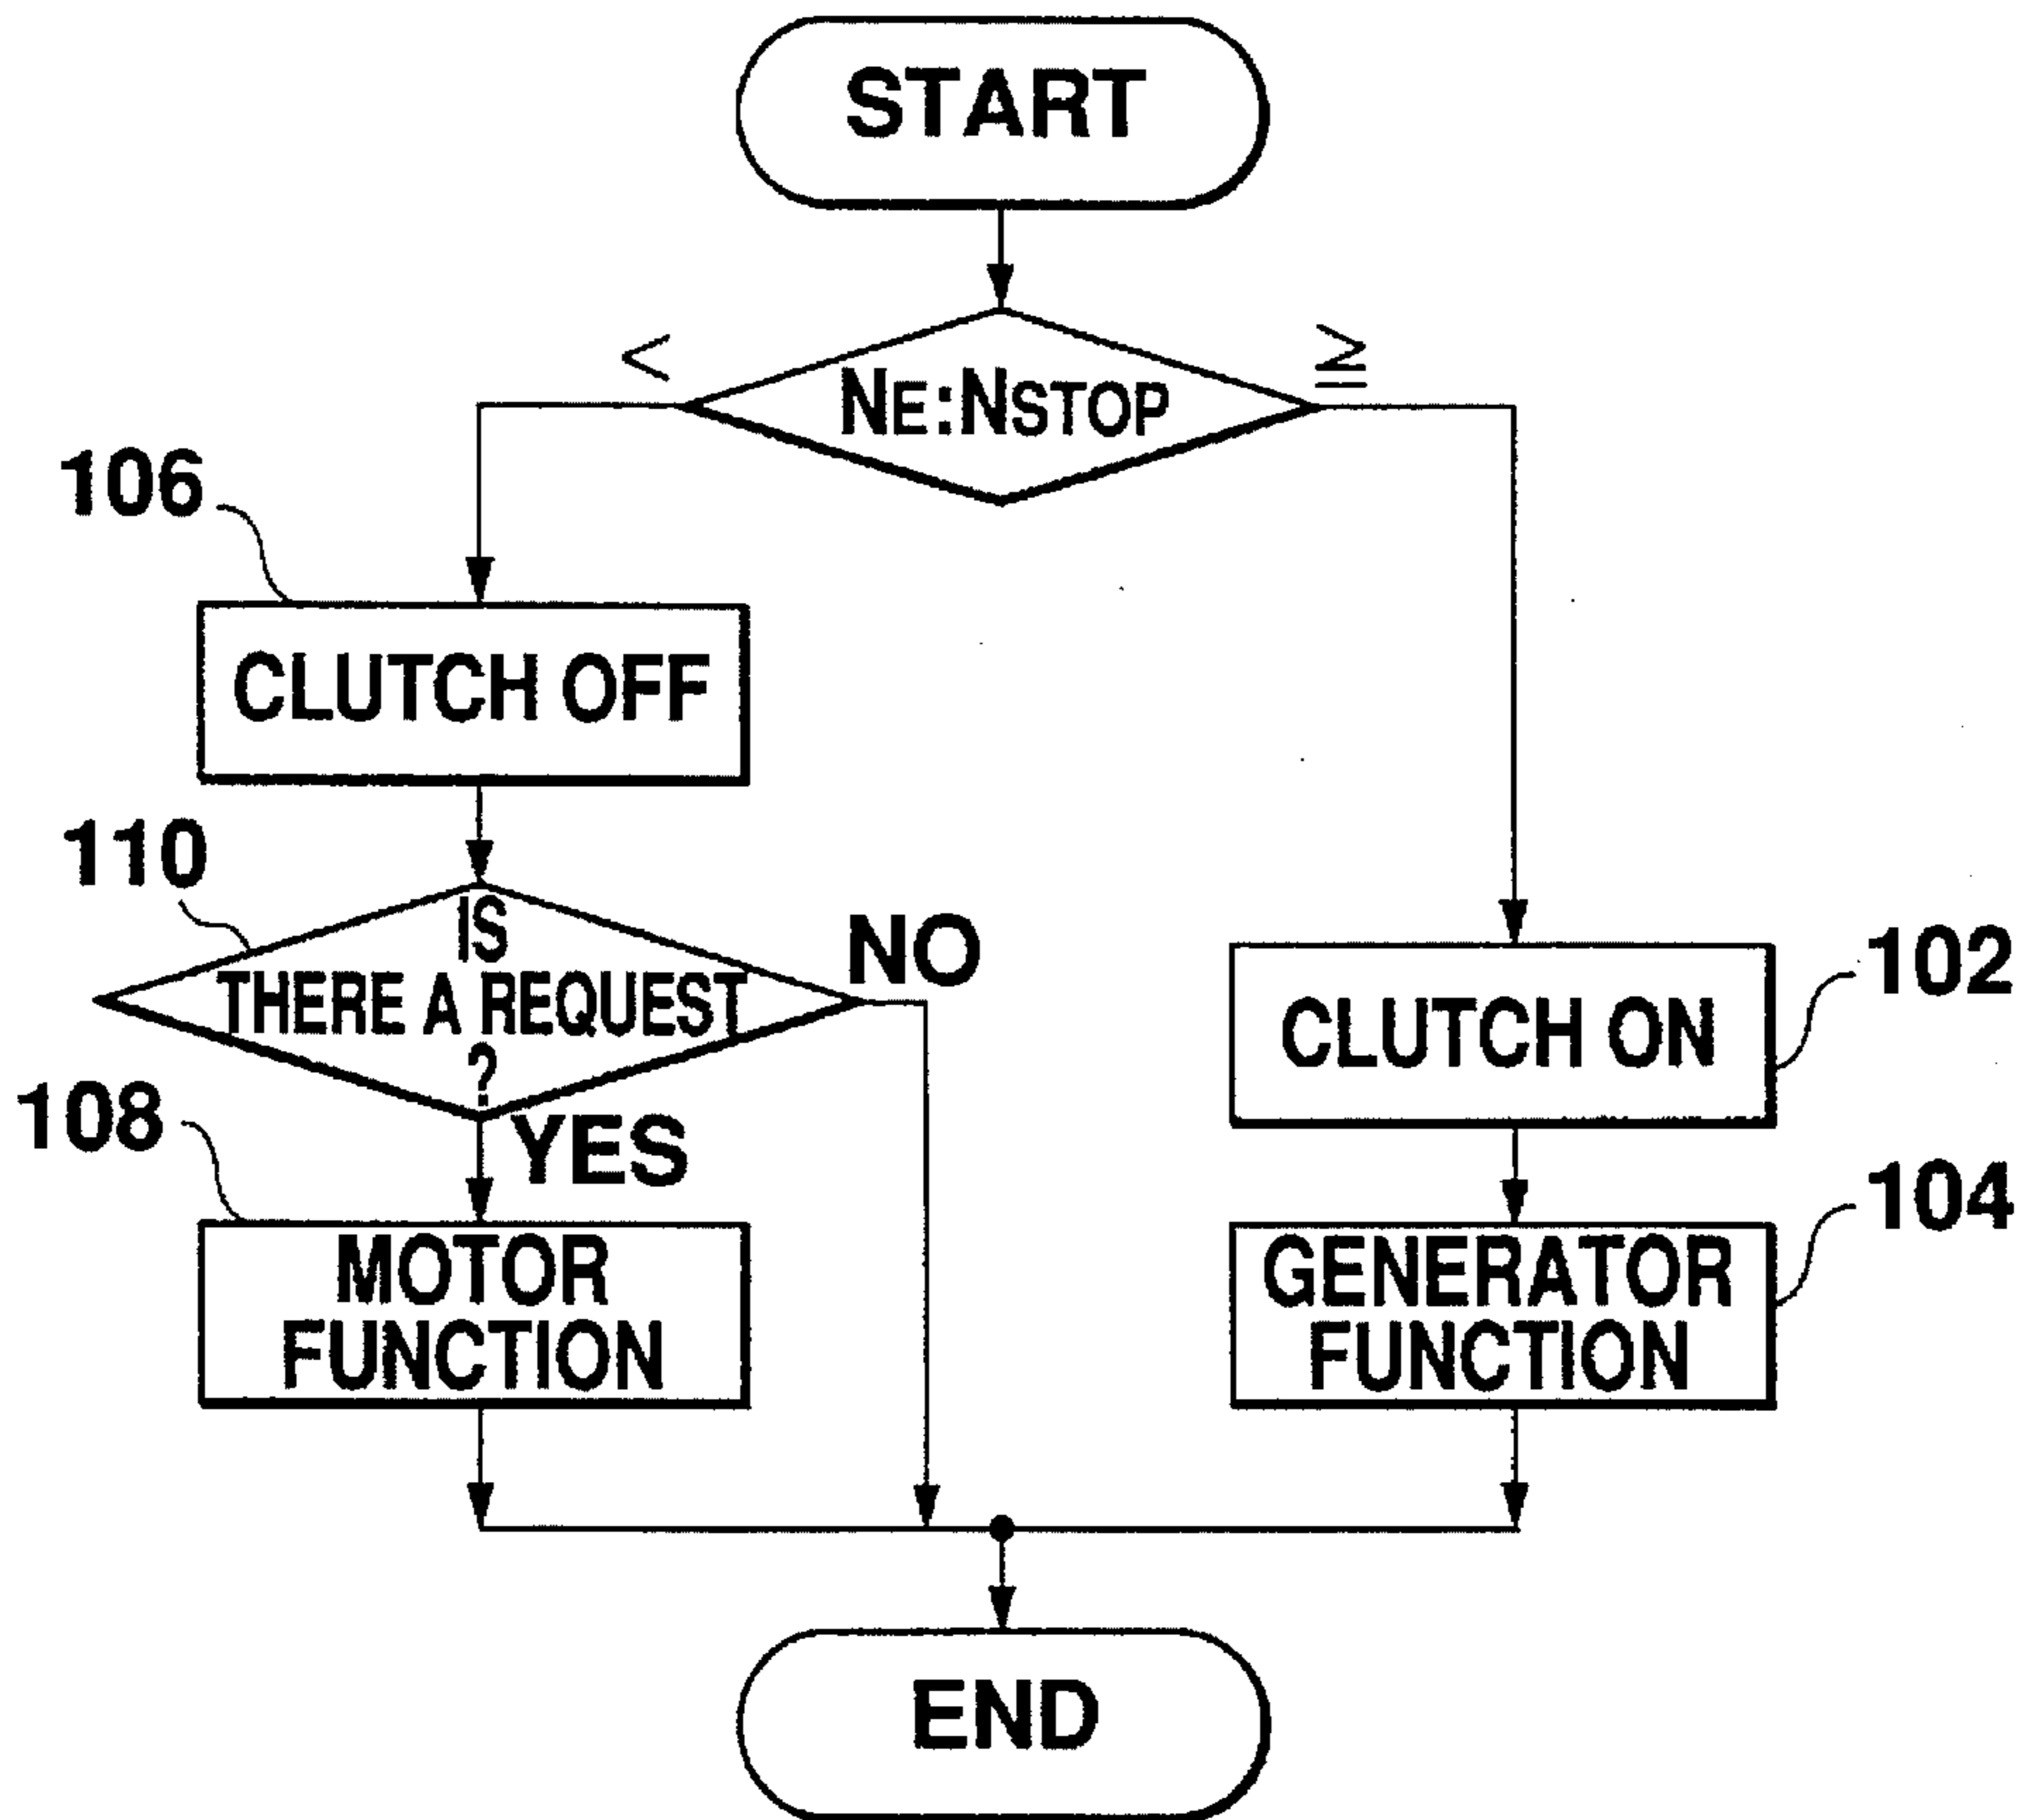 START
<
NE:NSTOP
≧
106
CLUTCH OFF
110
IS
THERE A REQUEST
?
NO
YES
102
CLUTCH ON
108
MOTOR
FUNCTION
104
GENERATOR
FUNCTION
END